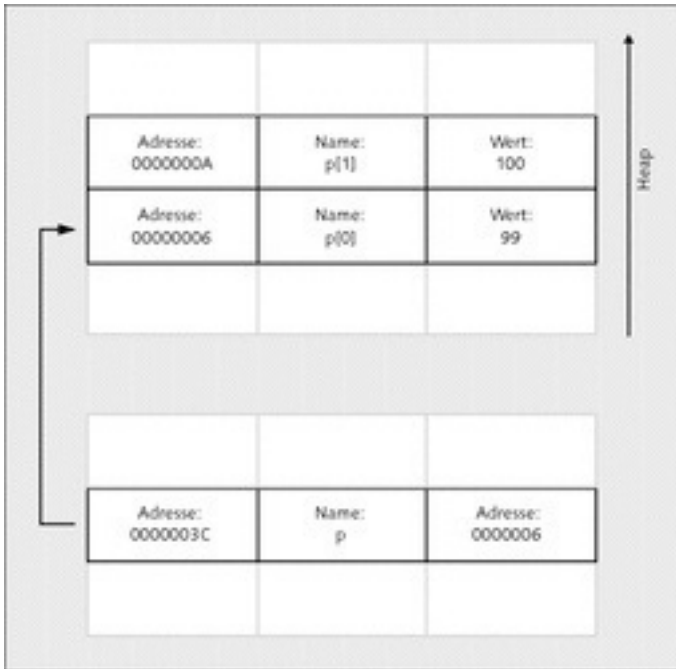 Adresse:
0000000A
Name:
p[1]
Wert:
100
Adresse:
00000006
Name:
p[0]
Wert:
99
Heap
Adresse:
0000003C
Name:
p
Adresse:
0000006